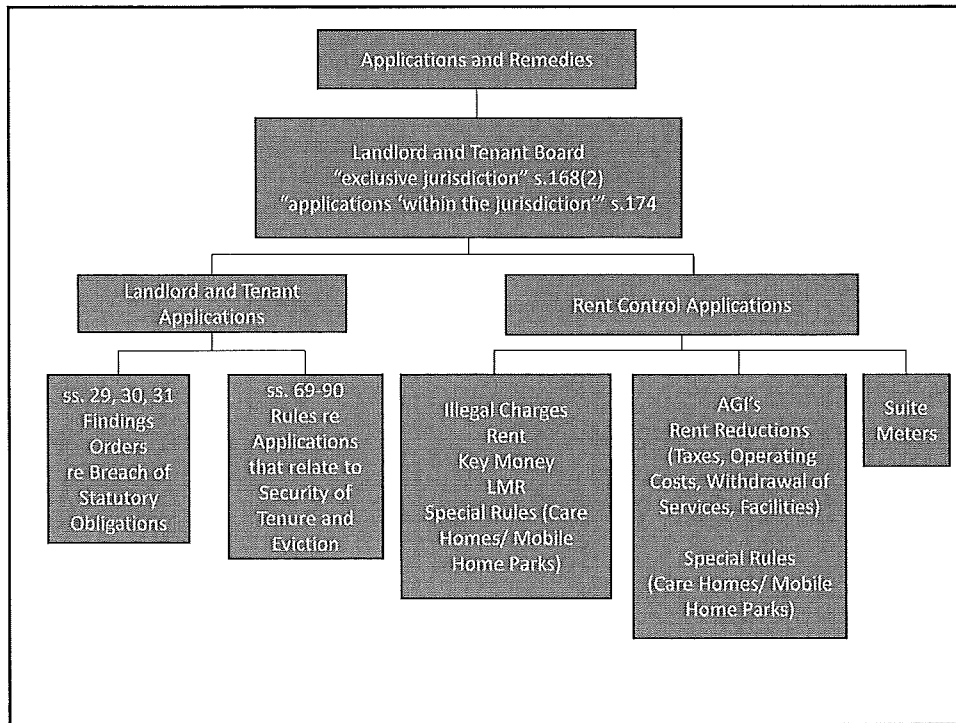 Applications and Remedies
Landlord and Tenant Board
“exclusive jurisdiction” s.168(2)
“applications ‘within the jurisdiction’” s.174
Landlord and Tenant
Applications
Rent Control Applications
ss. 29, 30, 31
Findings
Orders
re Breach of
Statutory
Obligations
ss. 69-90
Rules re
Applications
that relate to
Security of
Tenure and
Eviction
Illegal Charges
Rent
Key Money
LMR
Special Rules (Care
Homes/ Mobile
Home Parks)
AGI’s
Rent Reductions
(Taxes, Operating
Costs, Withdrawal of
Services, Facilities)
Special Rules
(Care Homes/ Mobile
Home Parks)
Suite
Meters